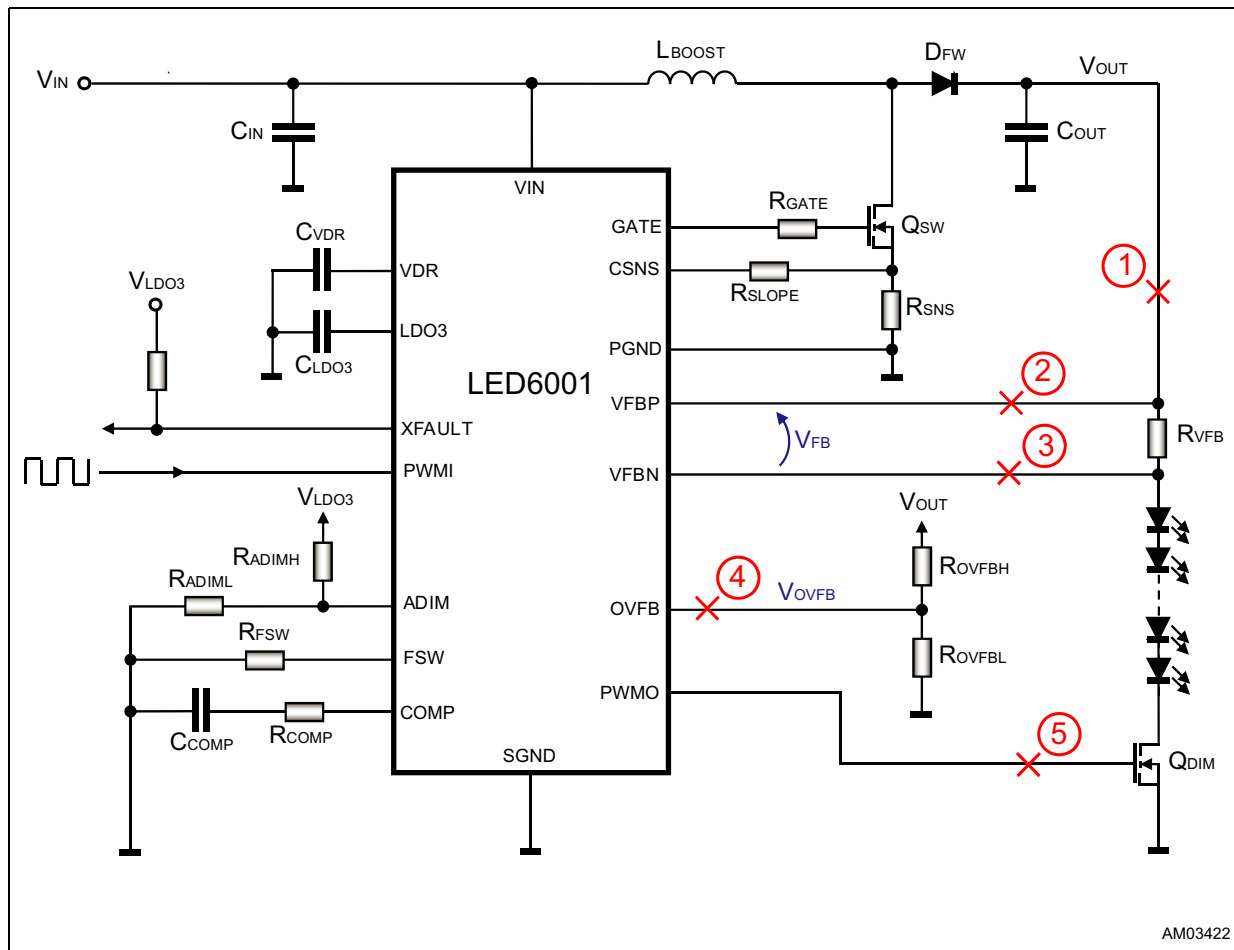 LBOOST
DFW
VOUT
VIN
CIN
COUT
VIN
RGATE
QSW
GATE
CVDR
VDR
CSNS
RSLOPE
VLDO3
RSNS
1
LDO3
CLDO3
PGND
LED6001
2
VFBP
VFB
RVFB
XFAULT
3
PWMI
VFBN
VLDO3
VOUT
RADIMH
ROVFBH
RADIML
4
ADIM
OVFB
VOVFB
RFSW
FSW
ROVFBL
PWMO
COMP
CCOMP
RCOMP
5
SGND
QDIM
AM03422